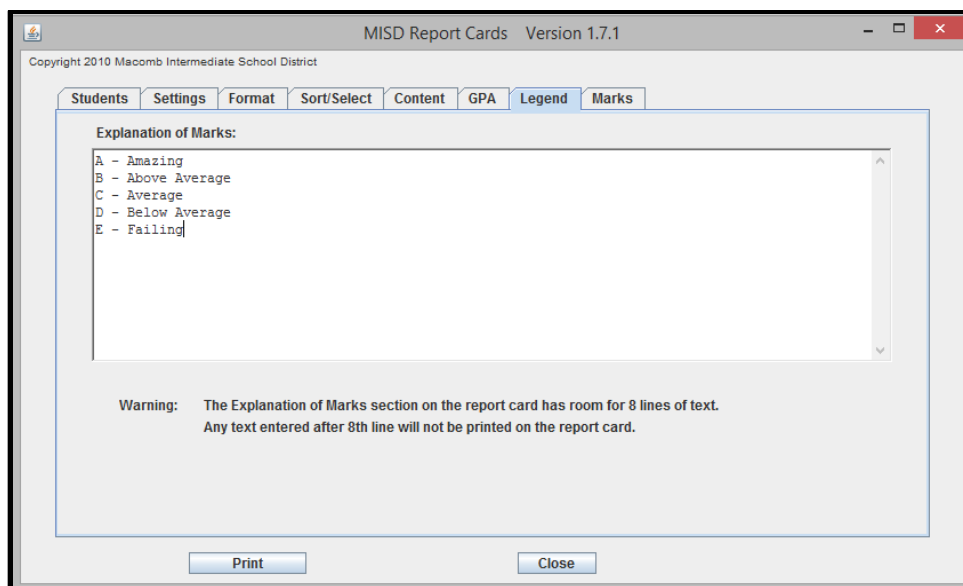 MISD Report Cards Version 1.7.1
Copyright 2010 Macomb Intermediate School District
Students Settings Format Sort/Select Content GPA Legend Marks
Explanation of Marks:
A - Amazing
B - Above Average
C - Average
D - Below Average
E - Failing
Warning: The Explanation of Marks section on the report card has room for 8 lines of text.
Any text entered after 8th line will not be printed on the report card.
Print Close